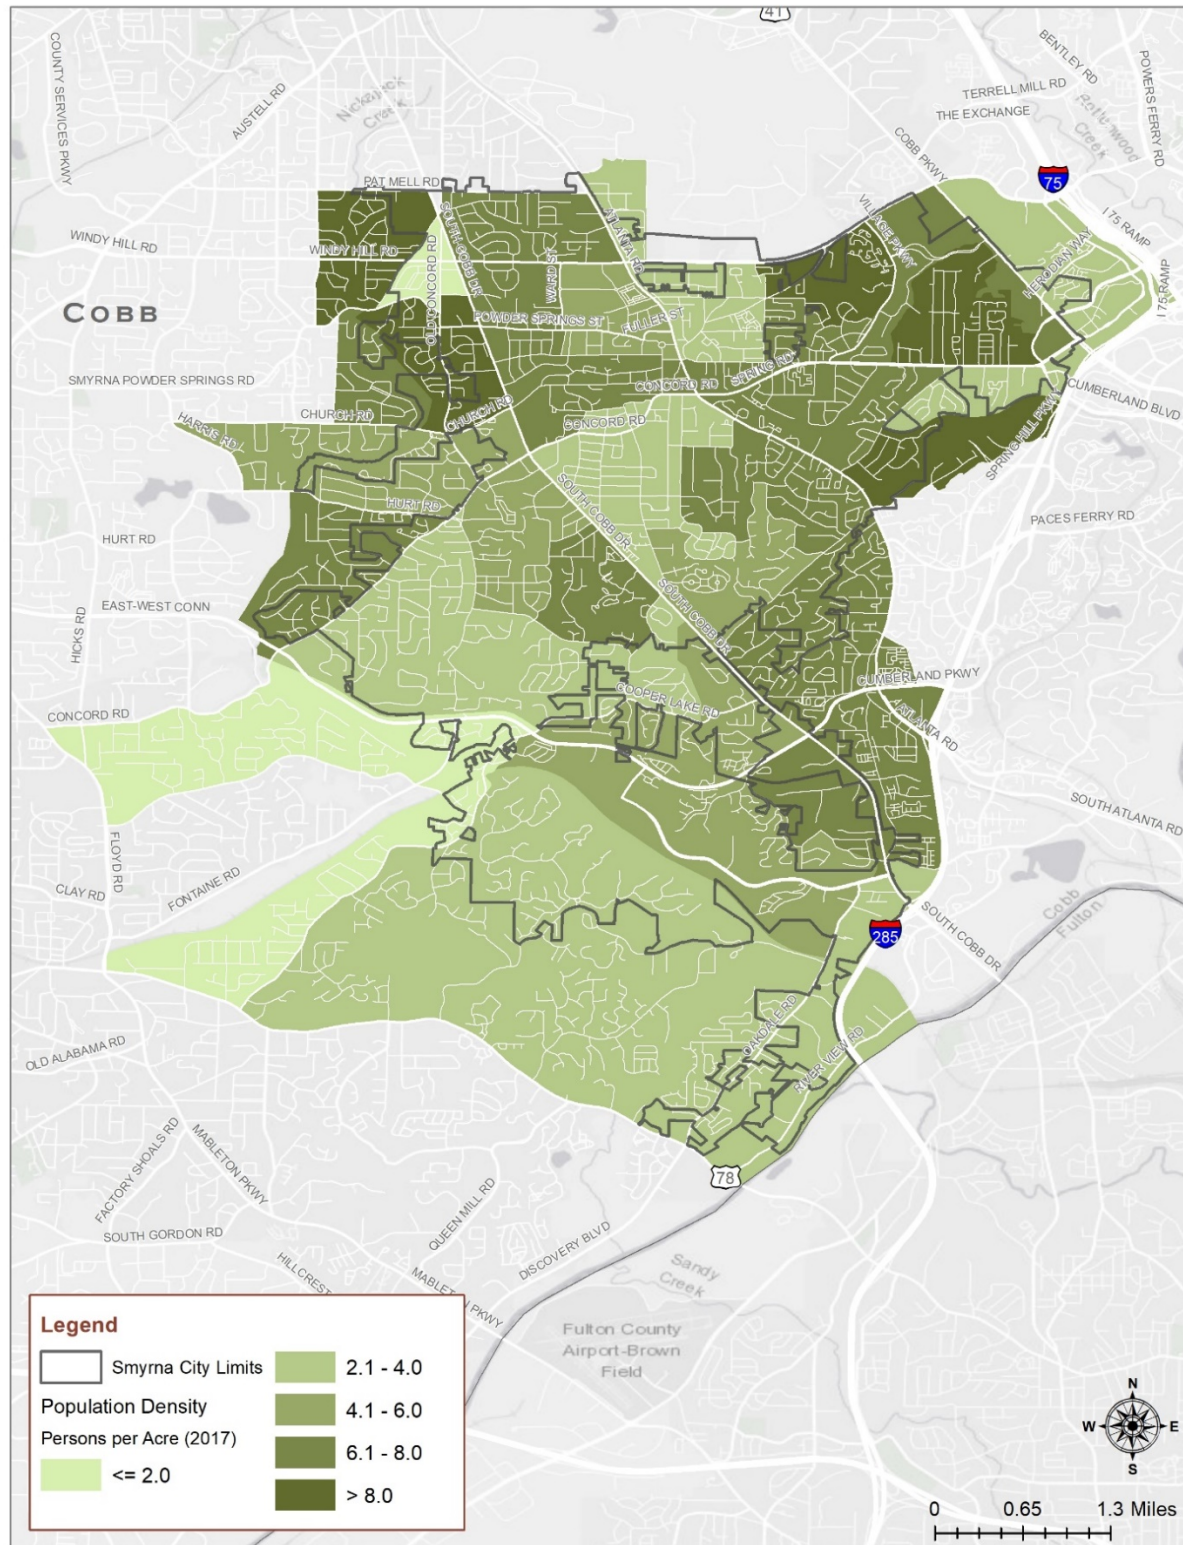 41
BENTLEY RD
POWERS FERRY RD
COUNTY SERVICES PKWY
AUSTELL RD
Nickajack
Creek
TERRELL MILL RD
THE EXCHANGE
Rottenwood
Creek
COBB PKWY
75
PAT MELL RD
VILLAGE PKWY
I 75 RAMP
WINDY HILL RD
WINDY HILL RD
OLD CONCORD RD
SOUTH COBB DR
WARD ST
ATLANTA RD
HERODIAN WAY
I 75 RAMP
COBB
POWDER SPRINGS ST
FULLER ST
SMYRNA POWDER SPRINGS RD
CONCORD RD
SPRING RD
CUMBERLAND BLVD
HARRIS RD
CHURCH RD
CHURCH RD
CONCORD RD
SPRING HILL PKWY
HURT RD
SOUTH COBB DR
PACES FERRY RD
HURT RD
EAST-WEST CONN
HICKS RD
SOUTH COBB DR
CUMBERLAND PKWY
COOPER LAKE RD
CONCORD RD
ATLANTA RD
SOUTH ATLANTA RD
FLOYD RD
CLAY RD
FONTAINE RD
Cobb
Fulton
SOUTH COBB DR
285
OAKDALE RD
RIVER VIEW RD
OLD ALABAMA RD
FACTORY SHOALS RD
MABLETON PKWY
78
QUEEN MILL RD
SOUTH GORDON RD
DISCOVERY BLVD
HILLCREST
MABLETON PKWY
Sandy
Creek
Fulton County
Airport-Brown
Field
Legend
Smyrna City Limits
Population Density
Persons per Acre (2017)
<= 2.0
2.1 - 4.0
4.1 - 6.0
6.1 - 8.0
> 8.0
N
W E
S
0 0.65 1.3 Miles